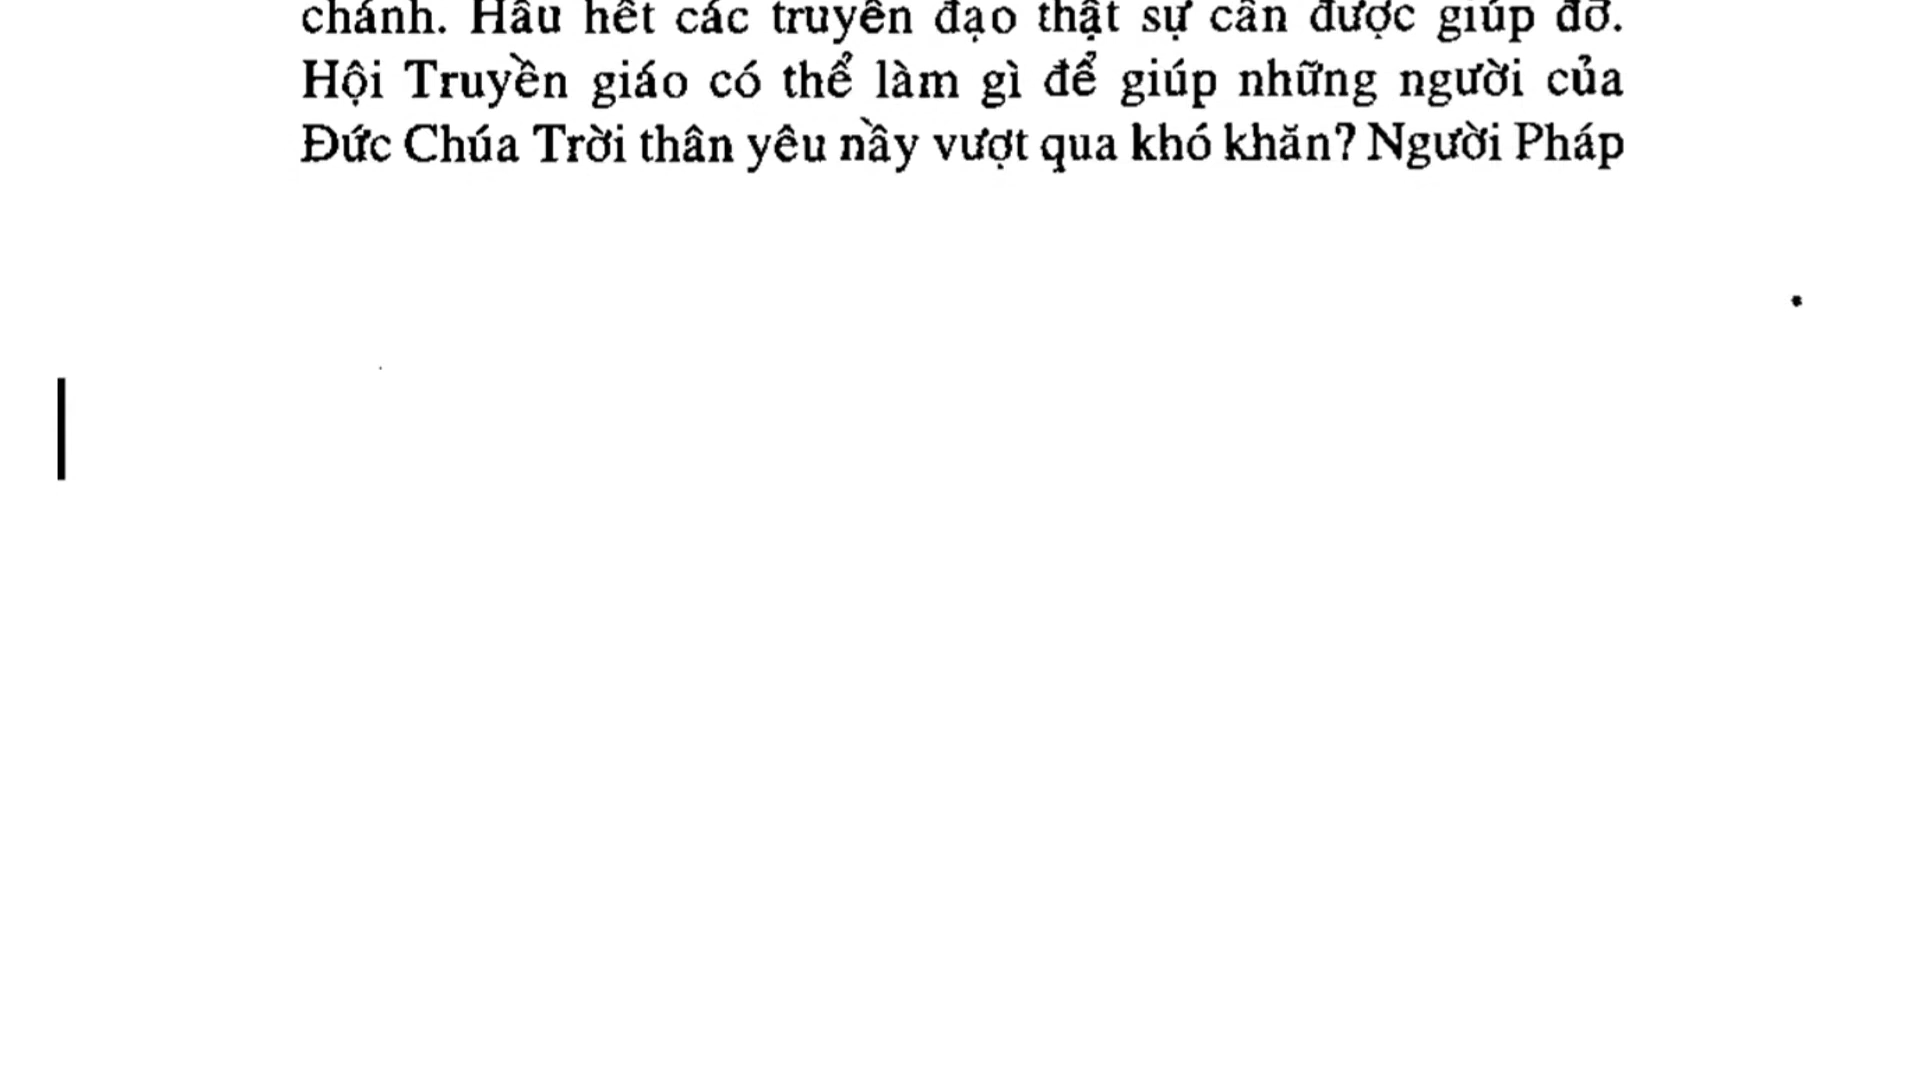 chánh. Hầu hết các truyền đạo thật sự cần được giúp đỡ.
Hội Truyền giáo có thể làm gì để giúp những người của
Đức Chúa Trời thân yêu nầy vượt qua khó khăn? Người Pháp